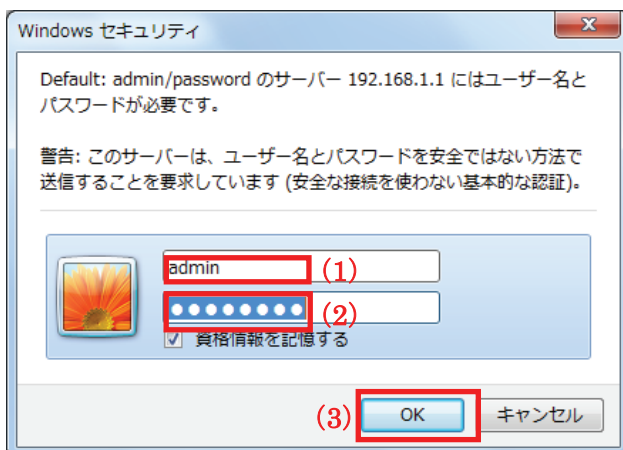 Windows セキュリティ
Default: admin/password のサーバー 192.168.1.1 にはユーザー名と
パスワードが必要です。
警告: このサーバーは、ユーザー名とパスワードを安全ではない方法で
送信することを要求しています (安全な接続を使わない基本的な認証)。
admin (1)
●●●●●●●● (2)
資格情報を記憶する
(3) OK キャンセル